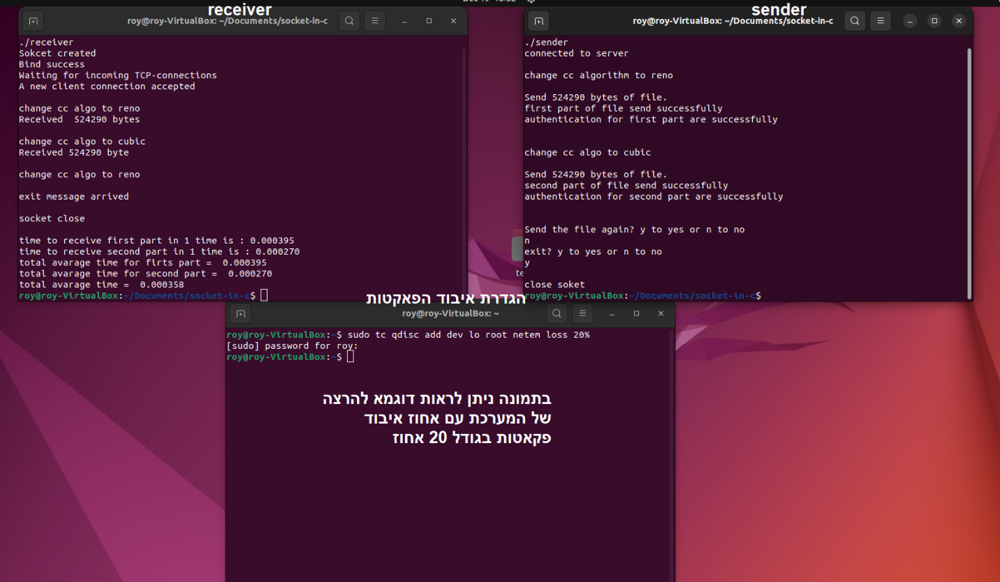 receiver
roy@roy-VirtualBox: ~/Documents/socket-in-c
./receiver
Sokcet created
Bind success
Waiting for incoming TCP-connections
A new client connection accepted
change cc algo to reno
Received  524290 bytes
change cc algo to cubic
Received 524290 byte
change cc algo to reno
exit message arrived
socket close
time to receive first part in 1 time is : 0.000395
time to receive second part in 1 time is : 0.000270
total avarage time for firts part =  0.000395
total avarage time for second part =  0.000270
total avarage time =  0.000358
roy@roy-VirtualBox:~/Documents/socket-in-c$
sender
roy@roy-VirtualBox: ~/Documents/socket-in-c
./sender
connected to server
change cc algorithm to reno
Send 524290 bytes of file.
first part of file send successfully
authentication for first part are successfully
change cc algo to cubic
Send 524290 bytes of file.
second part of file send successfully
authentication for second part are successfully
Send the file again? y to yes or n to no
n
exit? y to yes or n to no
y
close soket
roy@roy-VirtualBox:~/Documents/socket-in-c$
הגדרת איבוד הפאקטות
roy@roy-VirtualBox: ~
roy@roy-VirtualBox:~$ sudo tc qdisc add dev lo root netem loss 20%
[sudo] password for roy:
roy@roy-VirtualBox:~$
בתמונה ניתן לראות דוגמא להרצה
של המערכת עם אחוז איבוד
פקאטות בגודל 20 אחוז